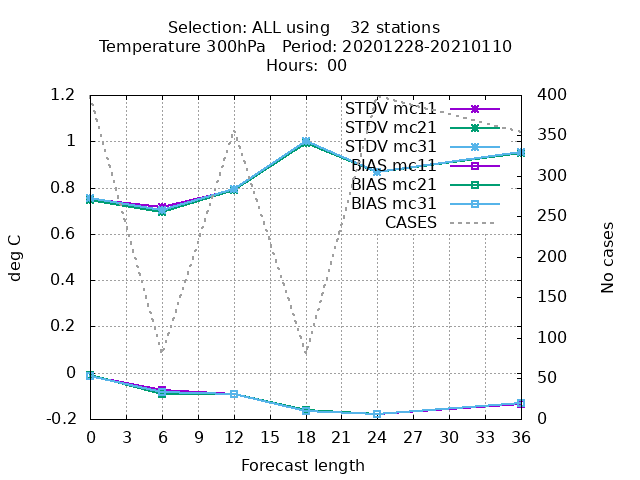 Selection: ALL using    32 stations
Temperature 300hPa   Period: 20201228-20210110
Hours: 00
1.2
1
0.8
0.6
0.4
0.2
0
-0.2
deg C
STDV mc11
STDV mc21
STDV mc31
BIAS mc11
BIAS mc21
BIAS mc31
CASES
400
350
300
250
200
150
100
50
0
No cases
0 3 6 9 12 15 18 21 24 27 30 33 36
Forecast length